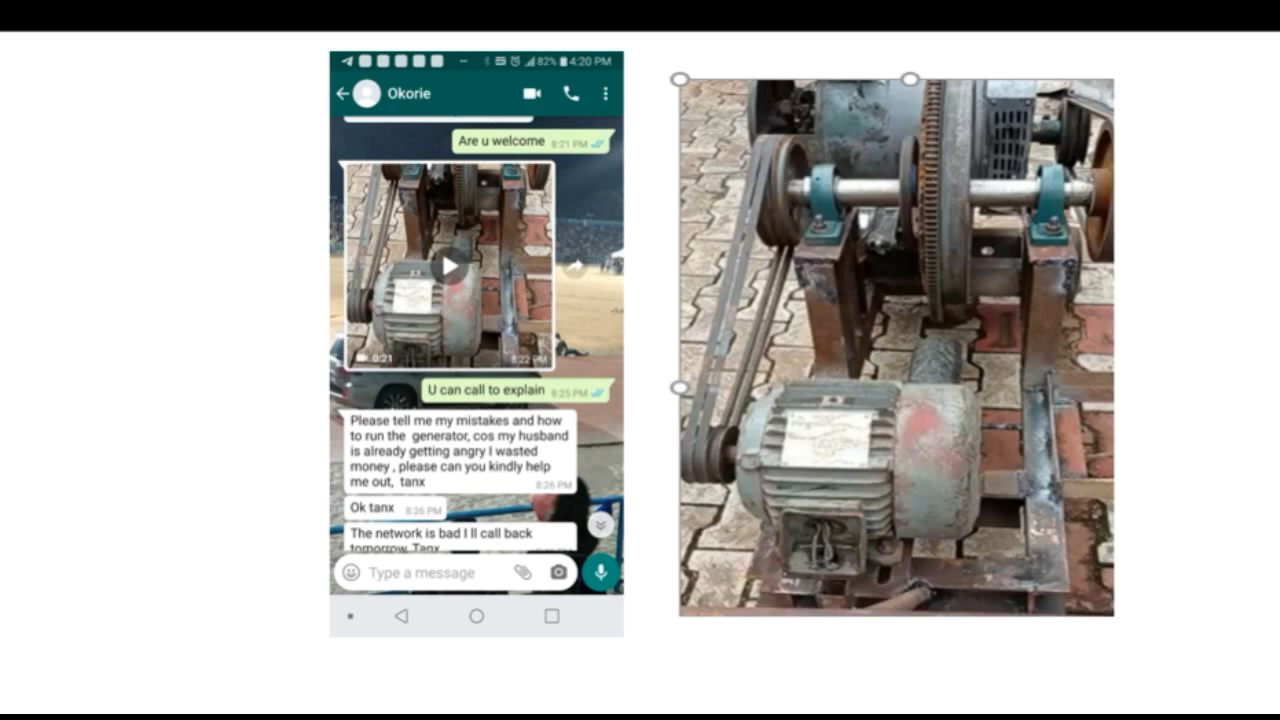 82% 4:20 PM
Okorie
Are u welcome 8:21 PM
0:21 8:22 PM
U can call to explain 8:25 PM
Please tell me my mistakes and how
to run the generator, cos my husband
is already getting angry I wasted
money , please can you kindly help
me out, tanx
8:26 PM
Ok tanx 8:26 PM
The network is bad I ll call back
tomorrow Tanx
Type a message